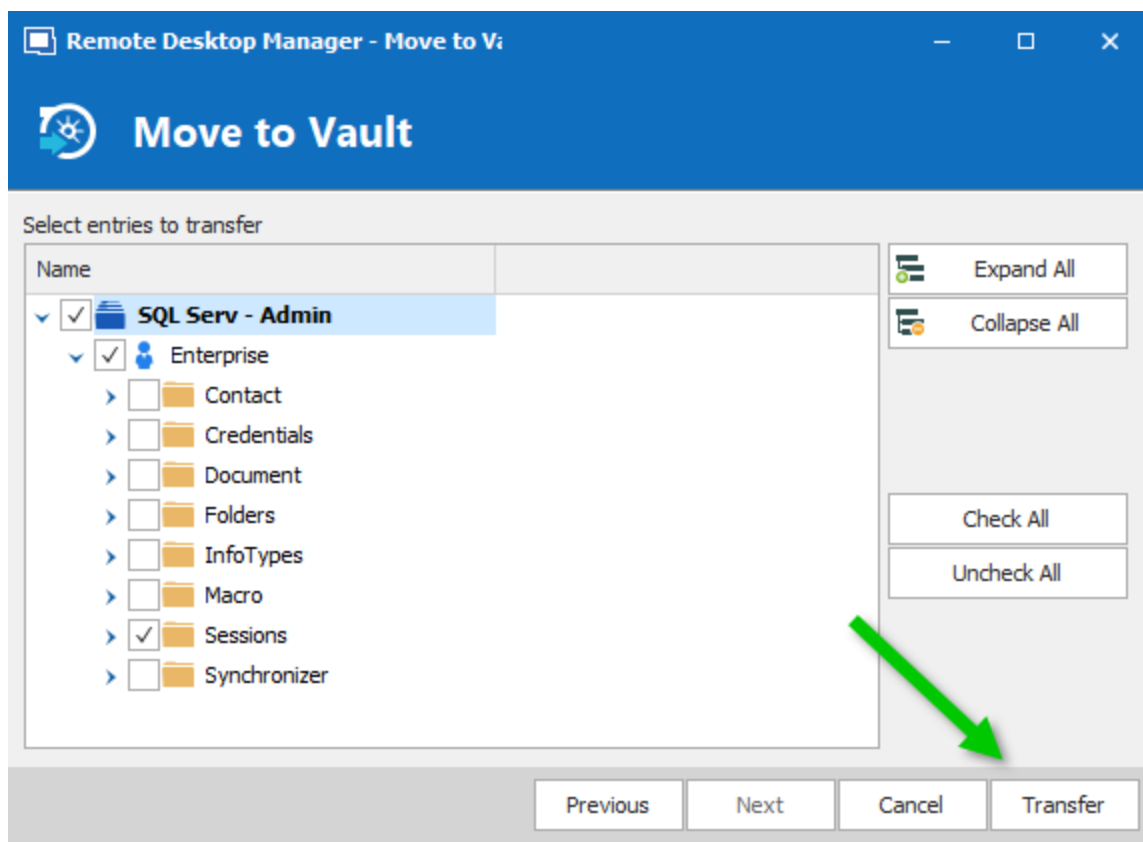 Remote Desktop Manager - Move to Va
Move to Vault
Select entries to transfer
Name
SQL Serv - Admin
Enterprise
Contact
Credentials
Document
Folders
InfoTypes
Macro
Sessions
Synchronizer
Expand All
Collapse All
Check All
Uncheck All
Previous Next Cancel Transfer